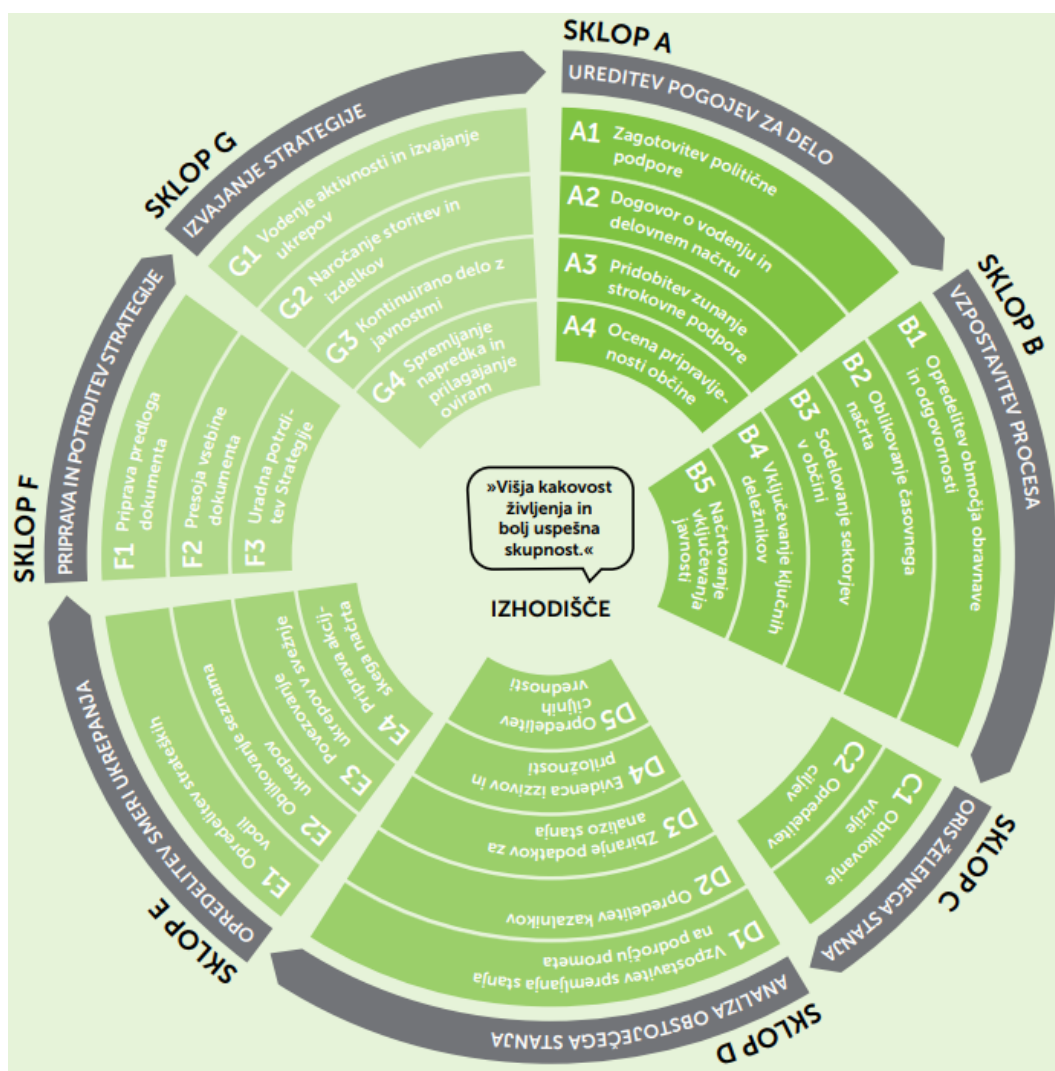 SKLOP A
UREDITEV POGOJEV ZA DELO
A1 Zagotovitev politične
podpore
A2 Dogovor o vodenju in
delovnem načrtu
A3 Pridobitev zunanje
strokovne podpore
A4 Ocena pripravlje-
nosti občine
SKLOP B
VZPOSTAVITEV PROCESA
B1 Opredelitev območja obravnave
in odgovornosti
B2 Oblikovanje časovnega
načrta
B3 Sodelovanje sektorjev
v občini
B4 Vključevanje ključnih
deležnikov
B5 Načrtovanje
vključevanja
javnosti
SKLOP C
ORIS ŽELENEGA STANJA
C1 Oblikovanje
vizije
C2 Opredelitev
ciljev
SKLOP D
ANALIZA OBSTOJEČEGA STANJA
D1 Vzpostavitev spremljanja stanja
na področju prometa
D2 Opredelitev kazalnikov
D3 Zbiranje podatkov za
analizo stanja
D4 Evidenca izzivov in
priložnosti
D5 Opredelitev
ciljnih
vrednosti
SKLOP E
OPREDELITEV SMERI UKREPANJA
E1 Opredelitev strateških
vodil
E2 Oblikovanje seznama
ukrepov
E3 Povezovanje
ukrepov v svežnje
E4 Priprava akcij-
skega načrta
SKLOP F
PRIPRAVA IN POTRDITEV STRATEGIJE
F1 Priprava predloga
dokumenta
F2 Presoja vsebine
dokumenta
F3 Uradna potrdi-
tev Strategije
SKLOP G
IZVAJANJE STRATEGIJE
G1 Vodenje aktivnosti in izvajanje
ukrepov
G2 Naročanje storitev in
izdelkov
G3 Kontinuirano delo z
javnostmi
G4 Spremljanje
napredka in
prilagajanje
oviram
»Višja kakovost
življenja in
bolj uspešna
skupnost.«
IZHODIŠČE